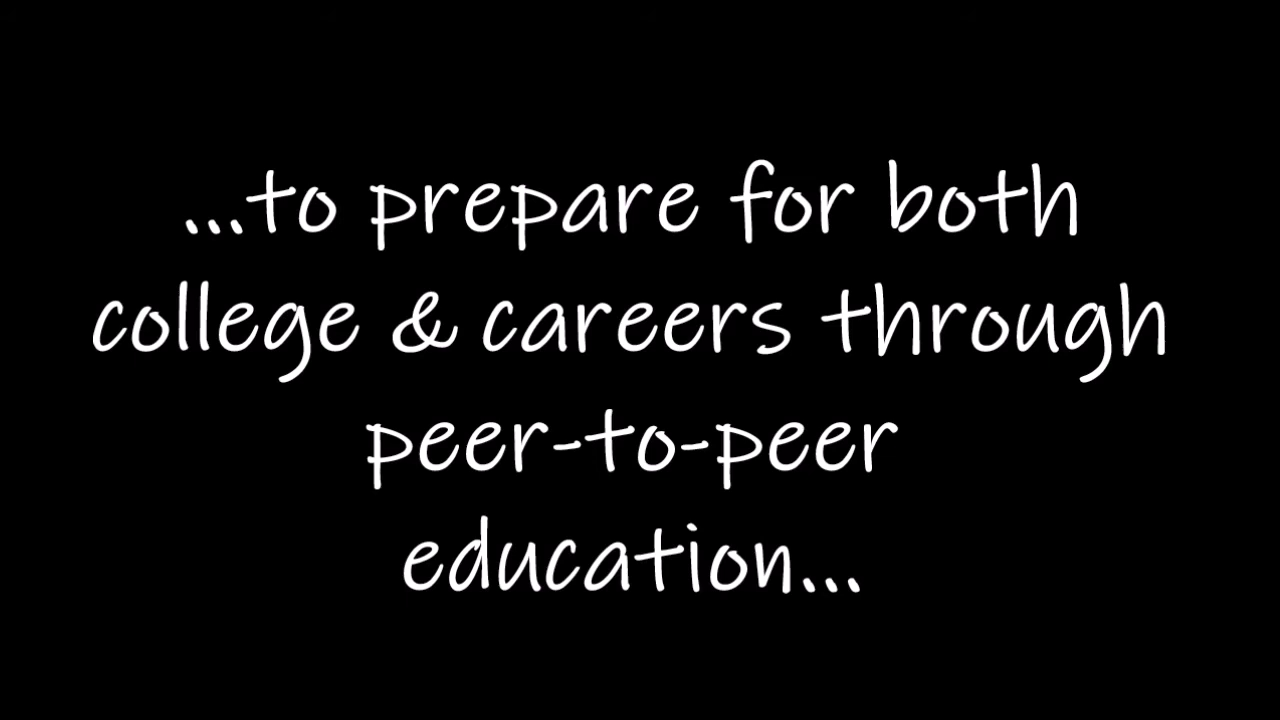 ...to prepare for both
college & careers through
peer-to-peer
education...